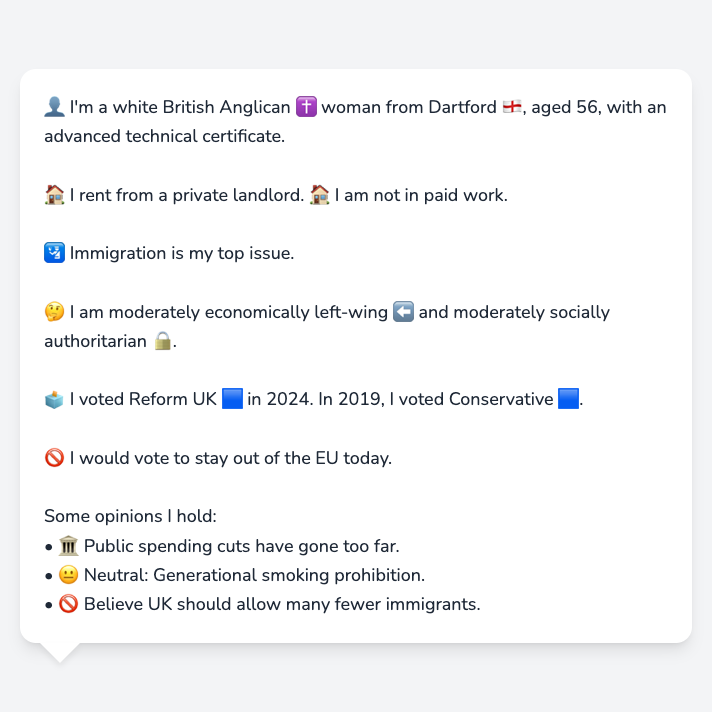 👤 I'm a white British Anglican ✝️ woman from Dartford 🏴󠁧󠁢󠁥󠁮󠁧󠁿, aged 56, with an
advanced technical certificate.
🏠 I rent from a private landlord. 🏠 I am not in paid work.
🛂 Immigration is my top issue.
🤔 I am moderately economically left-wing ⬅️ and moderately socially
authoritarian 🔒.
🗳️ I voted Reform UK 🟦 in 2024. In 2019, I voted Conservative 🟦.
🚫 I would vote to stay out of the EU today.
Some opinions I hold:
• 🏛️ Public spending cuts have gone too far.
• 😐 Neutral: Generational smoking prohibition.
• 🚫 Believe UK should allow many fewer immigrants.